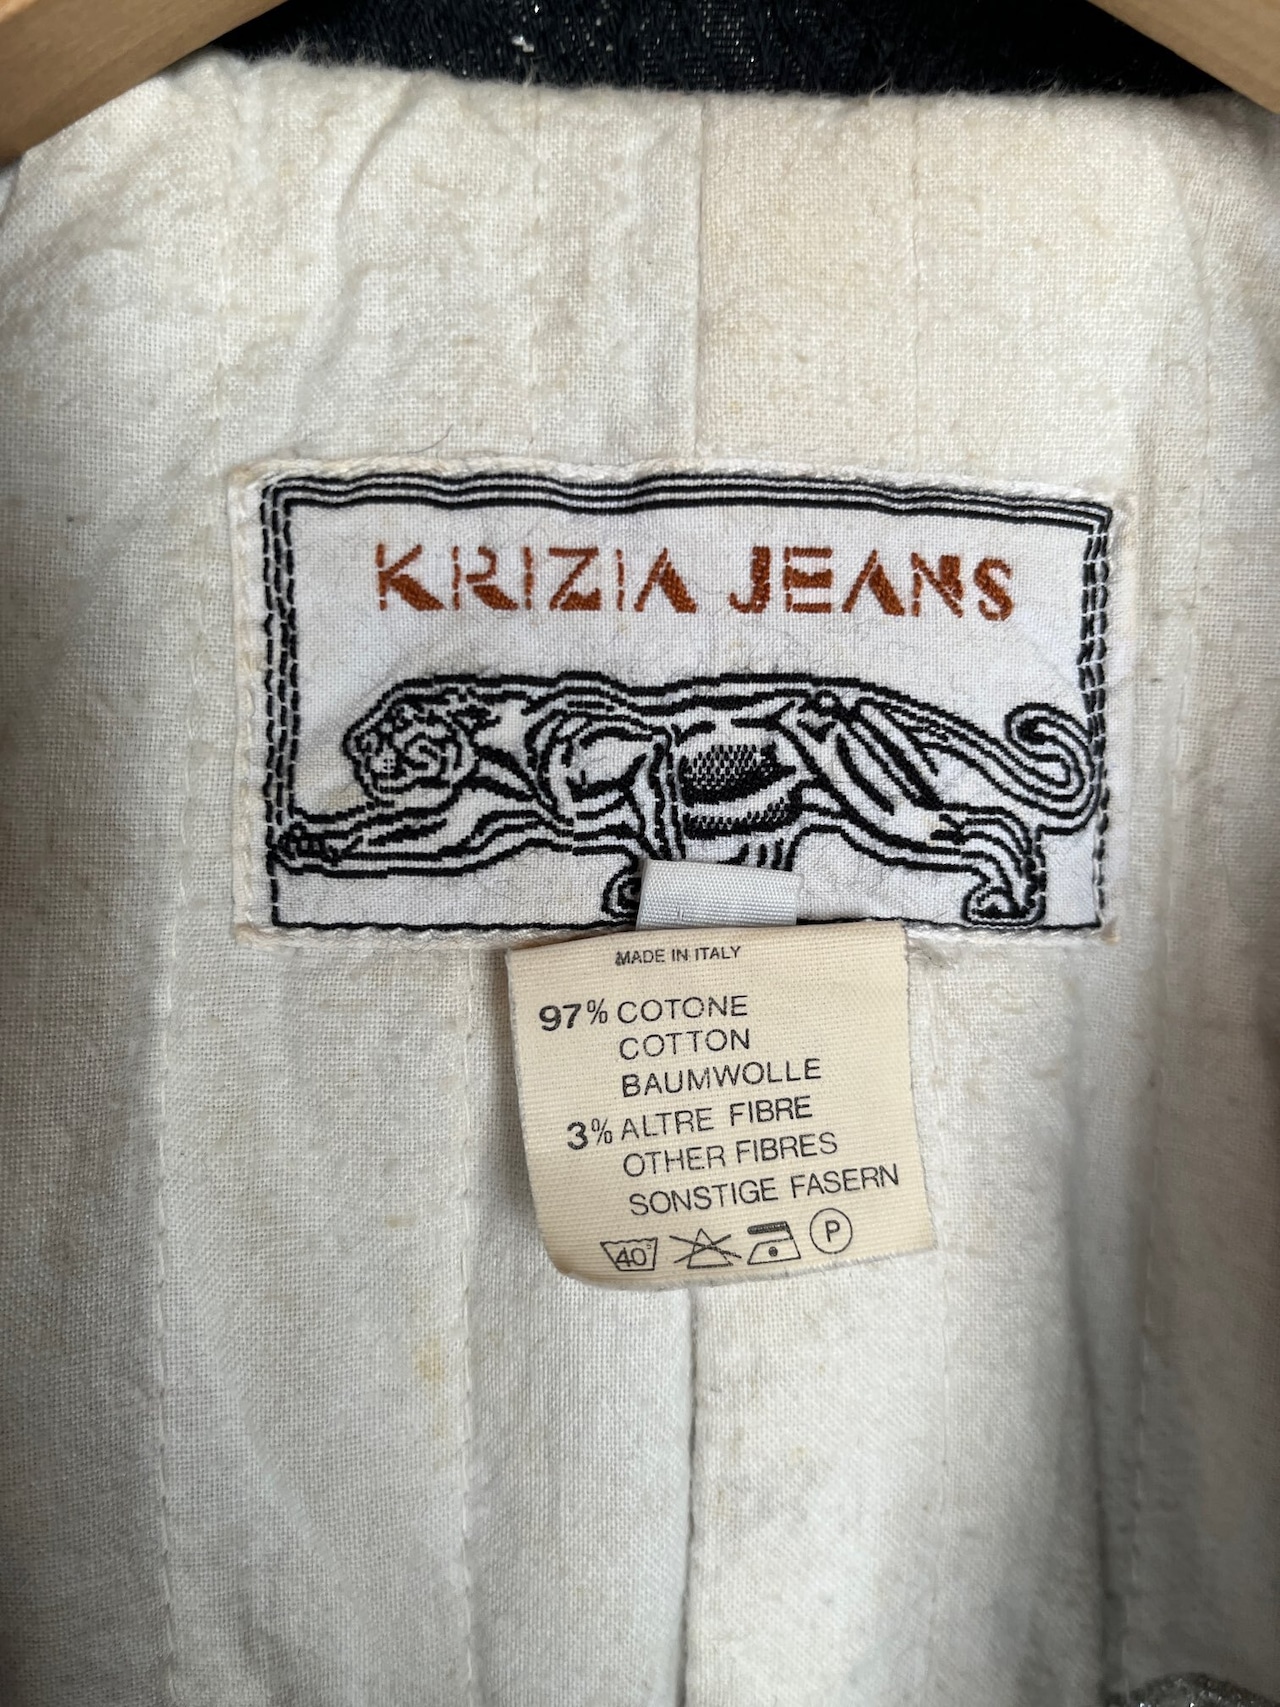 KRIZIA JEANS
MADE IN ITALY
97% COTONE
COTTON
BAUMWOLLE
3% ALTRE FIBRE
OTHER FIBRES
SONSTIGE FASERN
40° P